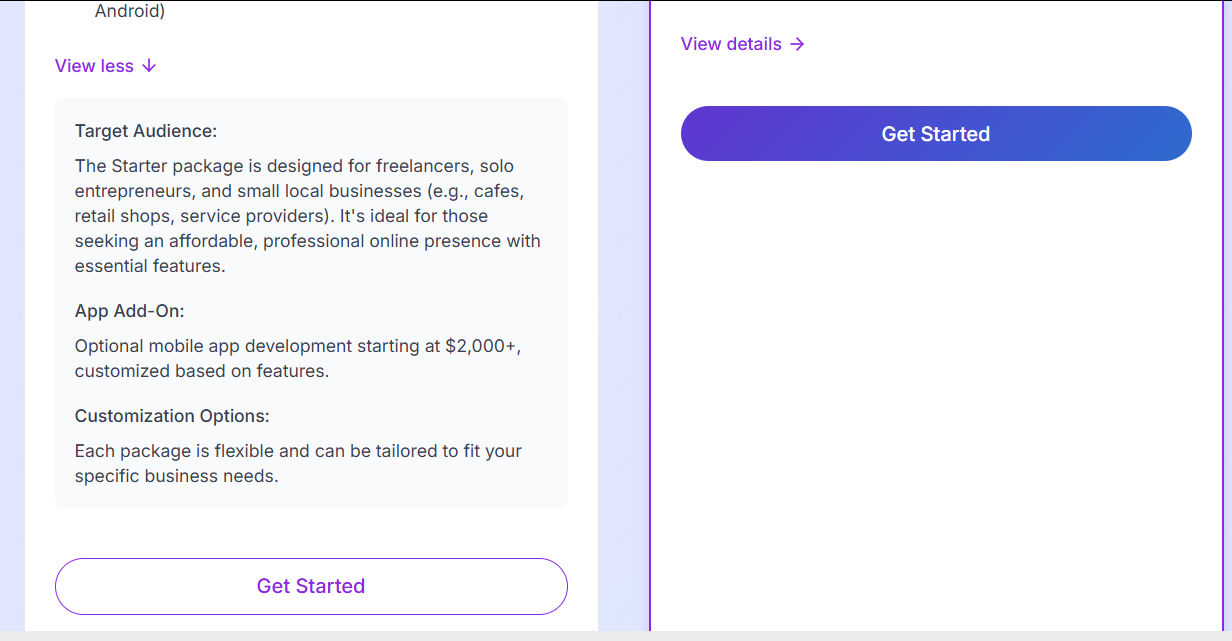 Android)
View less ↓
Target Audience:
The Starter package is designed for freelancers, solo
entrepreneurs, and small local businesses (e.g., cafes,
retail shops, service providers). It's ideal for those
seeking an affordable, professional online presence with
essential features.
App Add-On:
Optional mobile app development starting at $2,000+,
customized based on features.
Customization Options:
Each package is flexible and can be tailored to fit your
specific business needs.
Get Started
View details →
Get Started